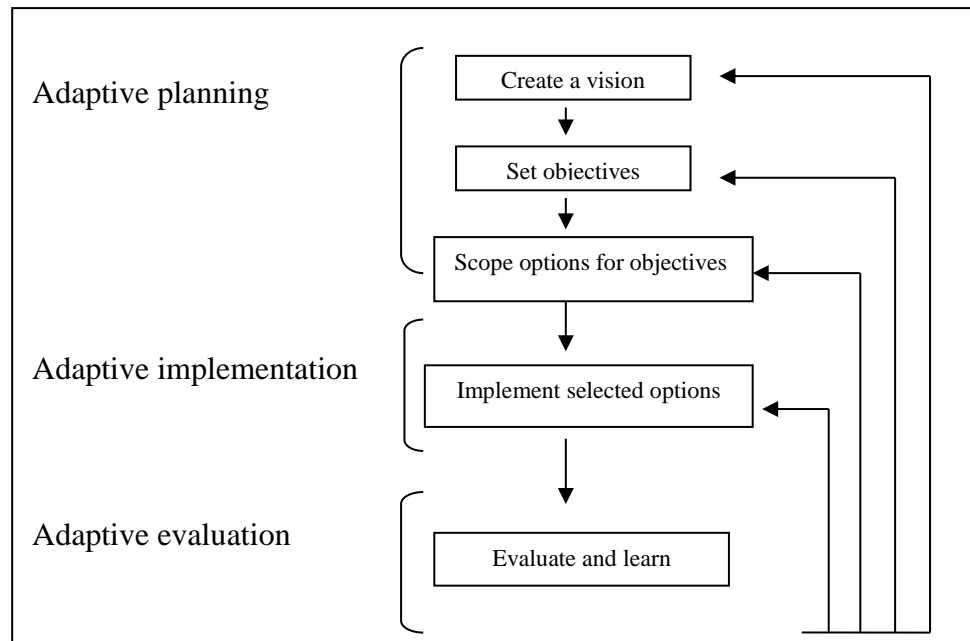 Adaptive planning
Create a vision
Set objectives
Scope options for objectives
Adaptive implementation
Implement selected options
Adaptive evaluation
Evaluate and learn